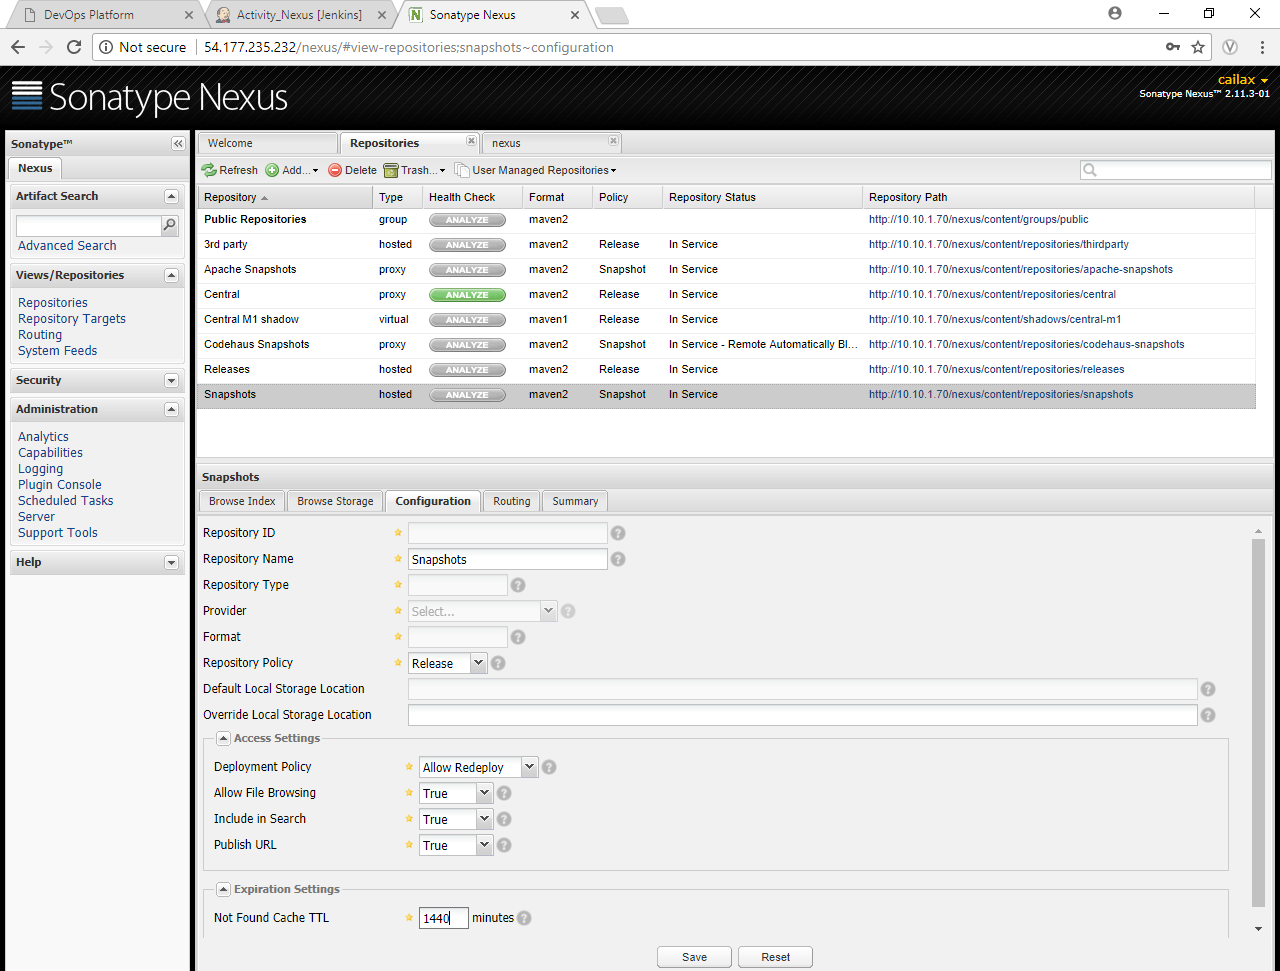 DevOps Platform
Activity_Nexus [Jenkins]
Sonatype Nexus
Not secure
54.177.235.232/nexus/#view-repositories;snapshots~configuration
Sonatype Nexus
cailax
Sonatype Nexus™ 2.11.3-01
Sonatype™
Nexus
Artifact Search
Advanced Search
Views/Repositories
Repositories
Repository Targets
Routing
System Feeds
Security
Administration
Analytics
Capabilities
Logging
Plugin Console
Scheduled Tasks
Server
Support Tools
Help
Welcome
Repositories
nexus
Refresh Add... Delete Trash... User Managed Repositories
Repository Type Health Check Format Policy Repository Status Repository Path
Public Repositories group ANALYZE maven2 http://10.10.1.70/nexus/content/groups/public
3rd party hosted ANALYZE maven2 Release In Service http://10.10.1.70/nexus/content/repositories/thirdparty
Apache Snapshots proxy ANALYZE maven2 Snapshot In Service http://10.10.1.70/nexus/content/repositories/apache-snapshots
Central proxy ANALYZE maven2 Release In Service http://10.10.1.70/nexus/content/repositories/central
Central M1 shadow virtual ANALYZE maven1 Release In Service http://10.10.1.70/nexus/content/shadows/central-m1
Codehaus Snapshots proxy ANALYZE maven2 Snapshot In Service - Remote Automatically Bl... http://10.10.1.70/nexus/content/repositories/codehaus-snapshots
Releases hosted ANALYZE maven2 Release In Service http://10.10.1.70/nexus/content/repositories/releases
Snapshots hosted ANALYZE maven2 Snapshot In Service http://10.10.1.70/nexus/content/repositories/snapshots
Snapshots
Browse Index Browse Storage Configuration Routing Summary
Repository ID
Repository Name Snapshots
Repository Type
Provider Select...
Format
Repository Policy Release
Default Local Storage Location
Override Local Storage Location
Access Settings
Deployment Policy Allow Redeploy
Allow File Browsing True
Include in Search True
Publish URL True
Expiration Settings
Not Found Cache TTL 1440 minutes
Save Reset